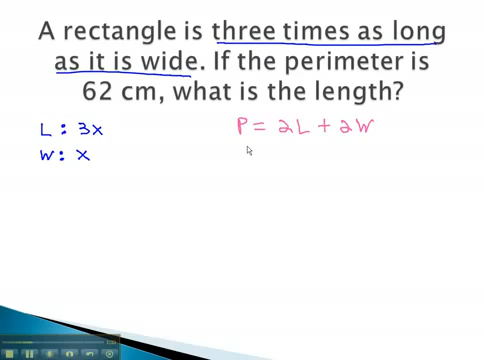 A rectangle is three times as long
as it is wide. If the perimeter is
62 cm, what is the length?
L : 3x
P = 2L + 2W
W : x